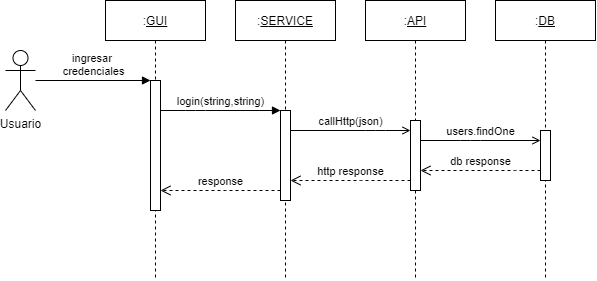 :GUI
:SERVICE
:API
:DB
ingresar
credenciales
Usuario
login(string,string)
callHttp(json)
users.findOne
db response
http response
response